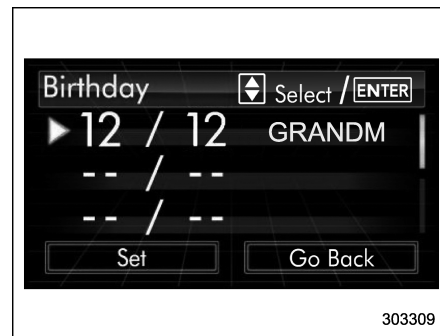 Birthday Select / ENTER
12 / 12 GRANDM
-- / --
-- / --
Set Go Back
303309